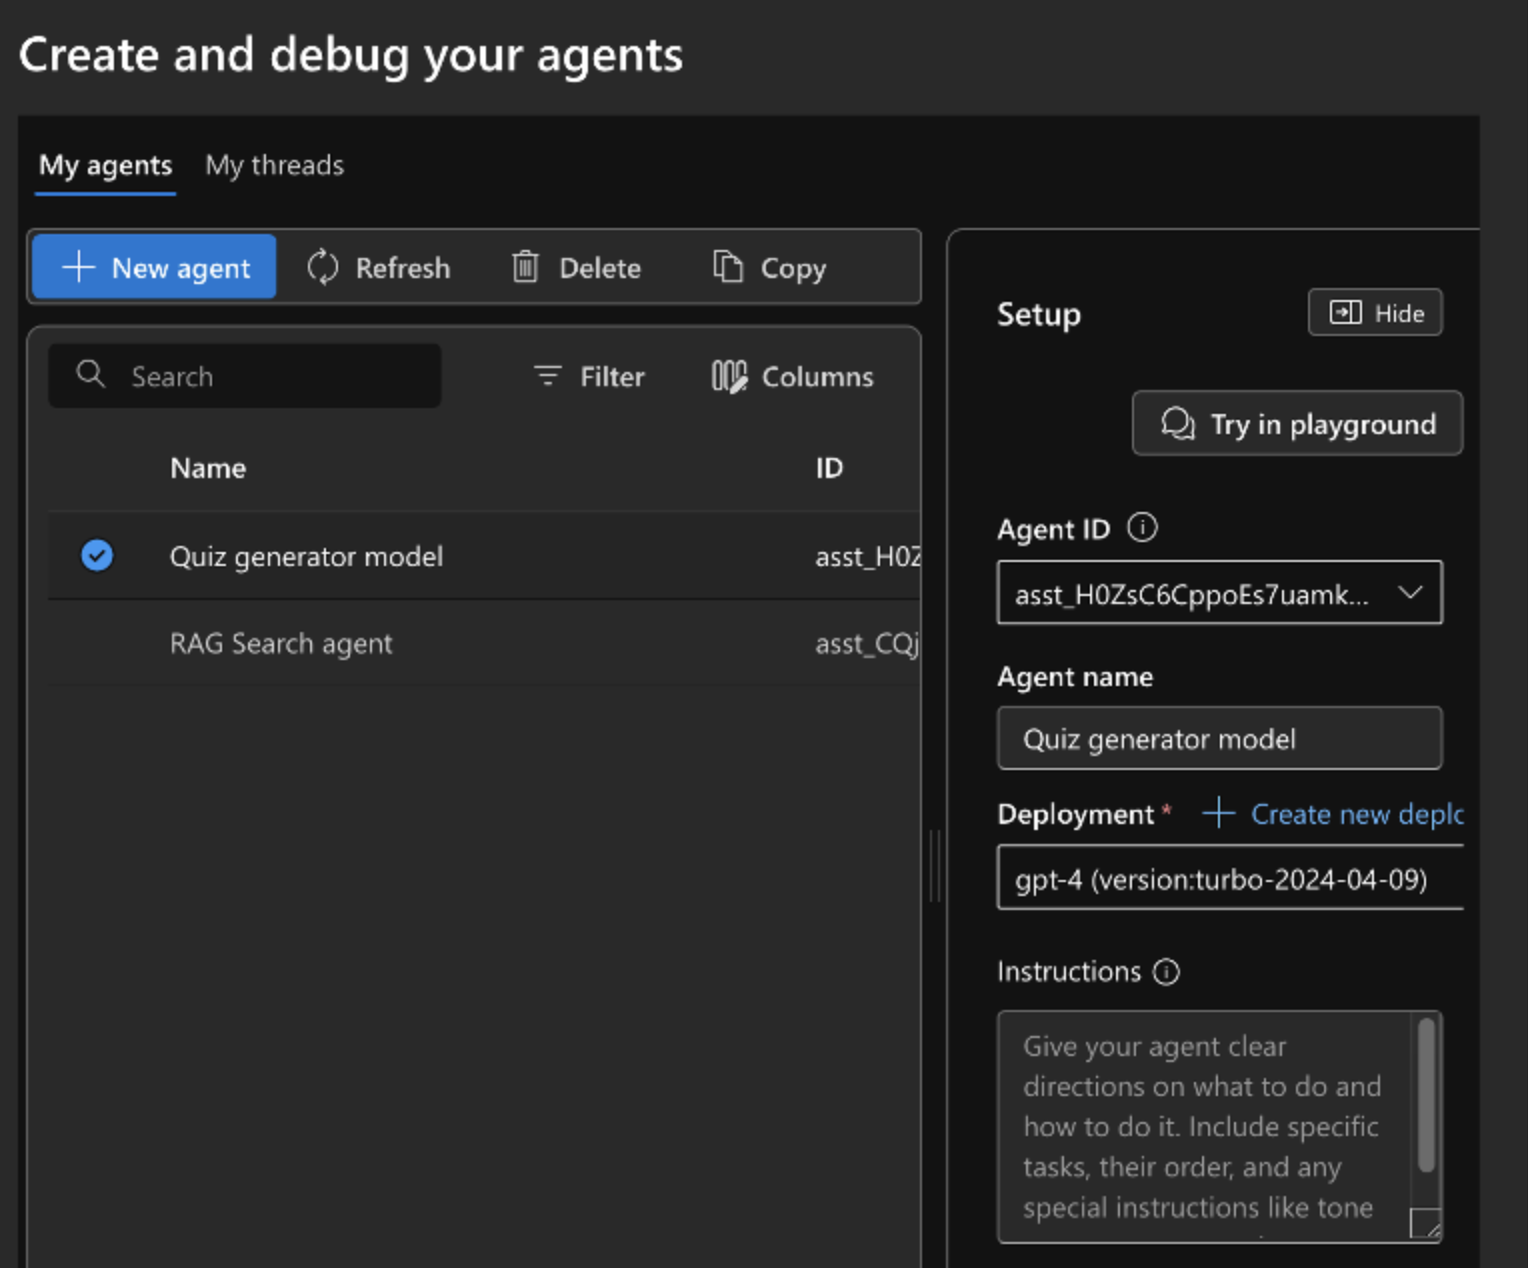 Create and debug your agents
My agents My threads
New agent Refresh Delete Copy
Search Filter Columns
Name ID
Quiz generator model asst_H0Z
RAG Search agent asst_CQj
Setup Hide
Try in playground
Agent ID
asst_H0ZsC6CppoEs7uamk...
Agent name
Quiz generator model
Deployment * Create new deplo
gpt-4 (version:turbo-2024-04-09)
Instructions
Give your agent clear
directions on what to do and
how to do it. Include specific
tasks, their order, and any
special instructions like tone